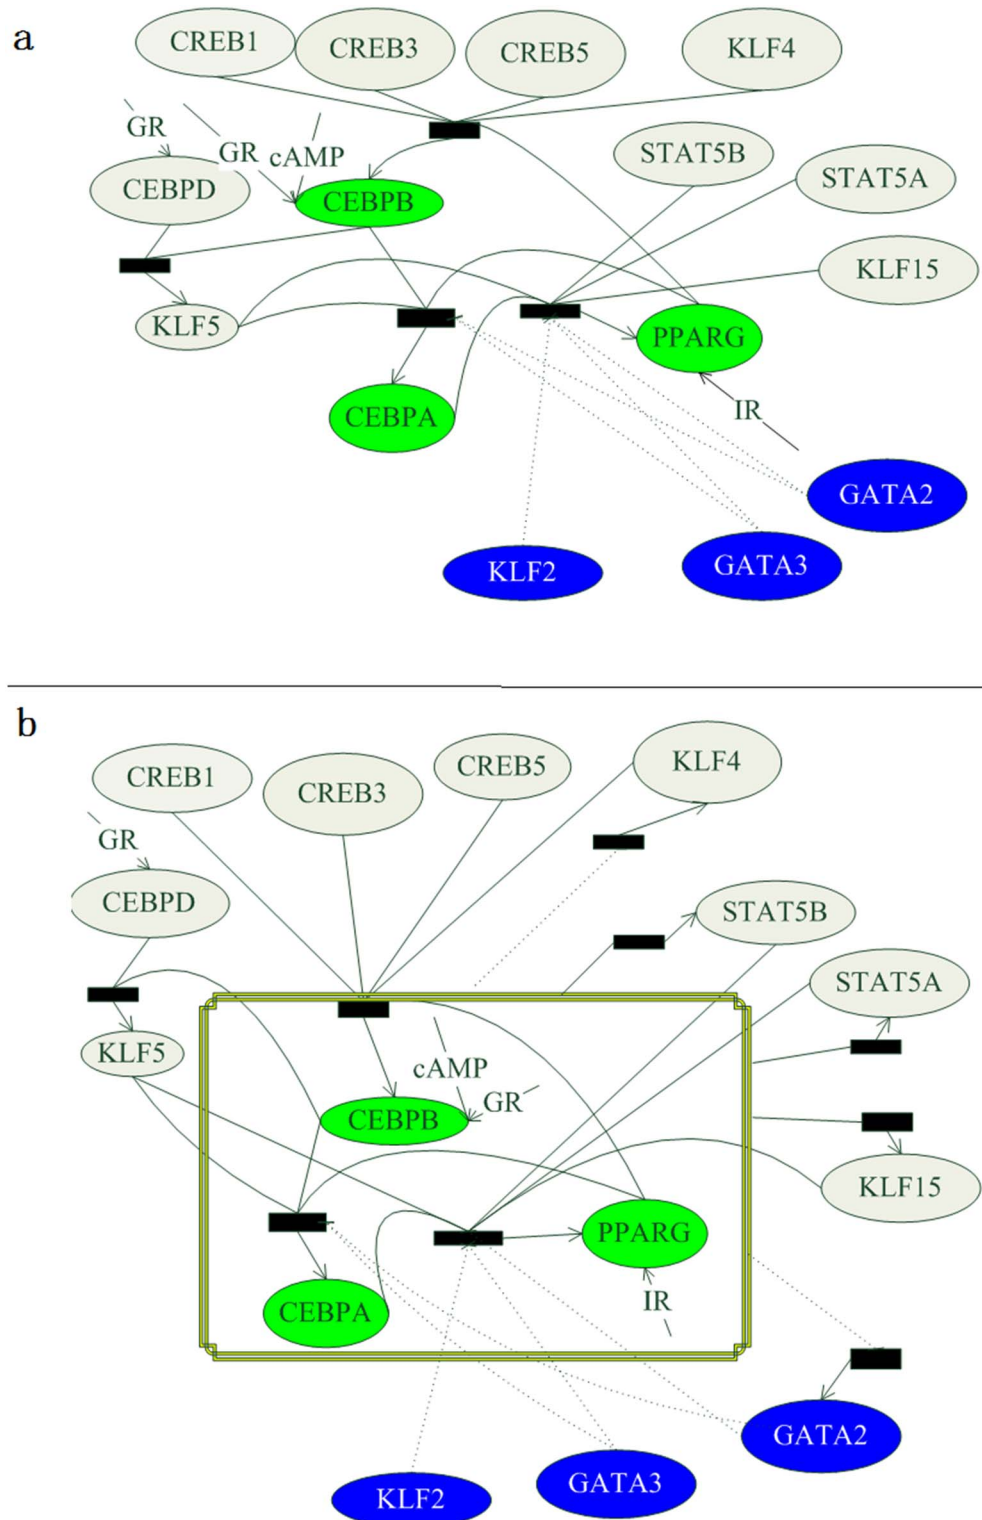 a
CREB1
CREB3
CREB5
KLF4
GR
GR
cAMP
STAT5B
CEBPD
CEBPB
STAT5A
KLF15
KLF5
PPARG
CEBPA
IR
GATA2
KLF2
GATA3
b
CREB1
CREB3
CREB5
KLF4
GR
CEBPD
STAT5B
STAT5A
KLF5
cAMP
GR
CEBPB
KLF15
PPARG
CEBPA
IR
GATA2
GATA3
KLF2